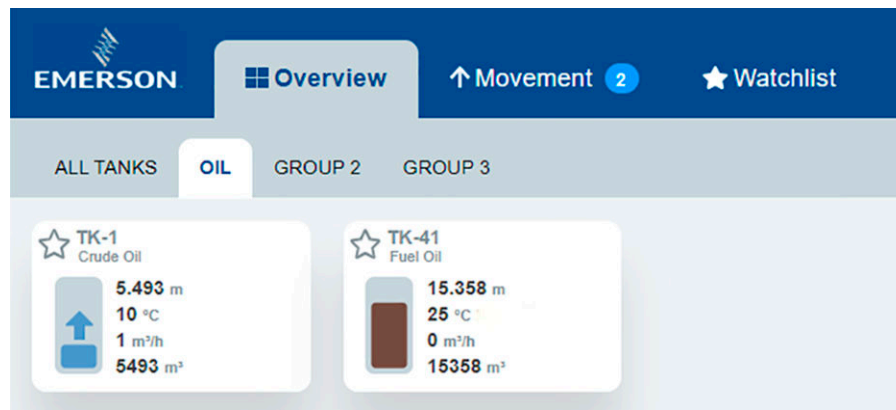 EMERSON
Overview Movement 2 Watchlist
ALL TANKS OIL GROUP 2 GROUP 3
TK-1
Crude Oil
5.493 m
10 °C
1 m³/h
5493 m³
TK-41
Fuel Oil
15.358 m
25 °C
0 m³/h
15358 m³